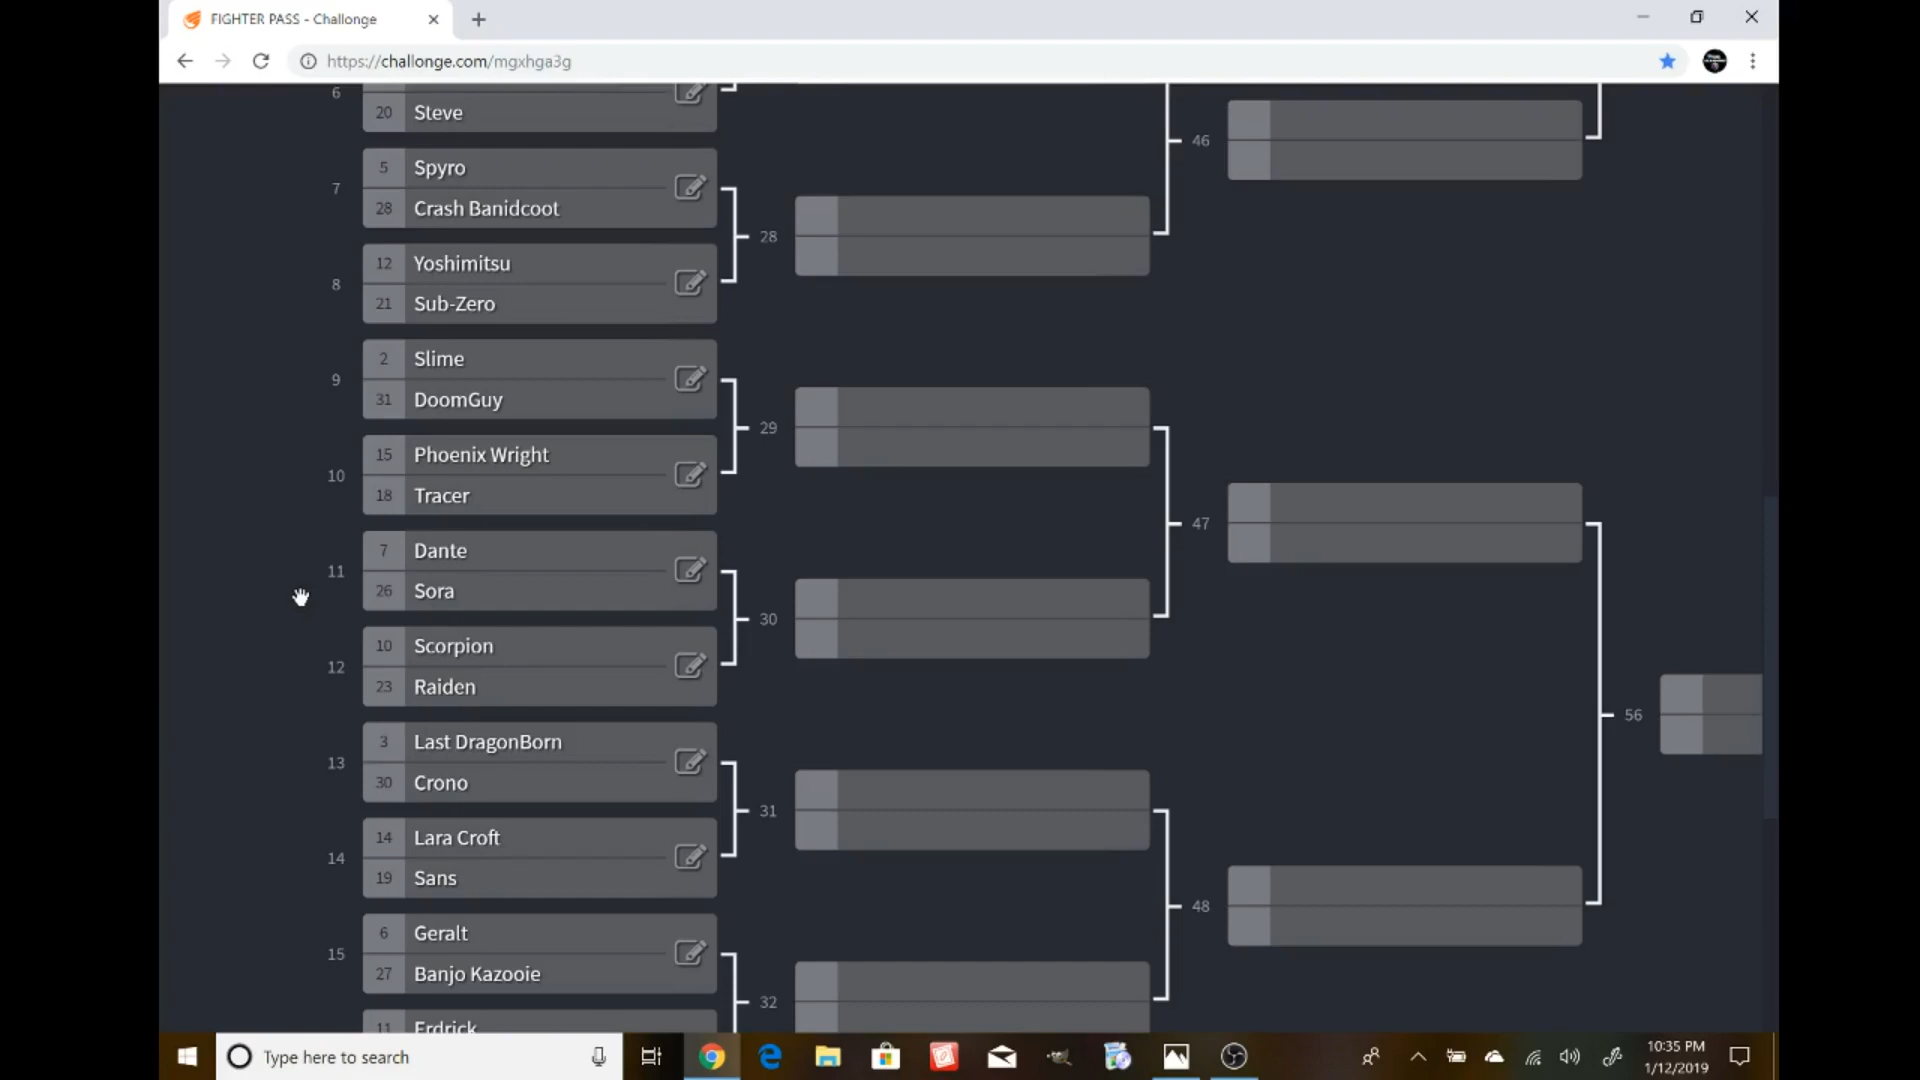 FIGHTER PASS - Challonge
https://challonge.com/mgxhga3g
6
20 Steve
46
7
5 Spyro
28 Crash Banidcoot
28
8
12 Yoshimitsu
21 Sub-Zero
9
2 Slime
31 DoomGuy
29
10
15 Phoenix Wright
18 Tracer
47
11
7 Dante
26 Sora
30
12
10 Scorpion
23 Raiden
56
13
3 Last DragonBorn
30 Crono
31
14
14 Lara Croft
19 Sans
48
15
6 Geralt
27 Banjo Kazooie
32
11 Erdrick
Type here to search
10:35 PM
1/12/2019